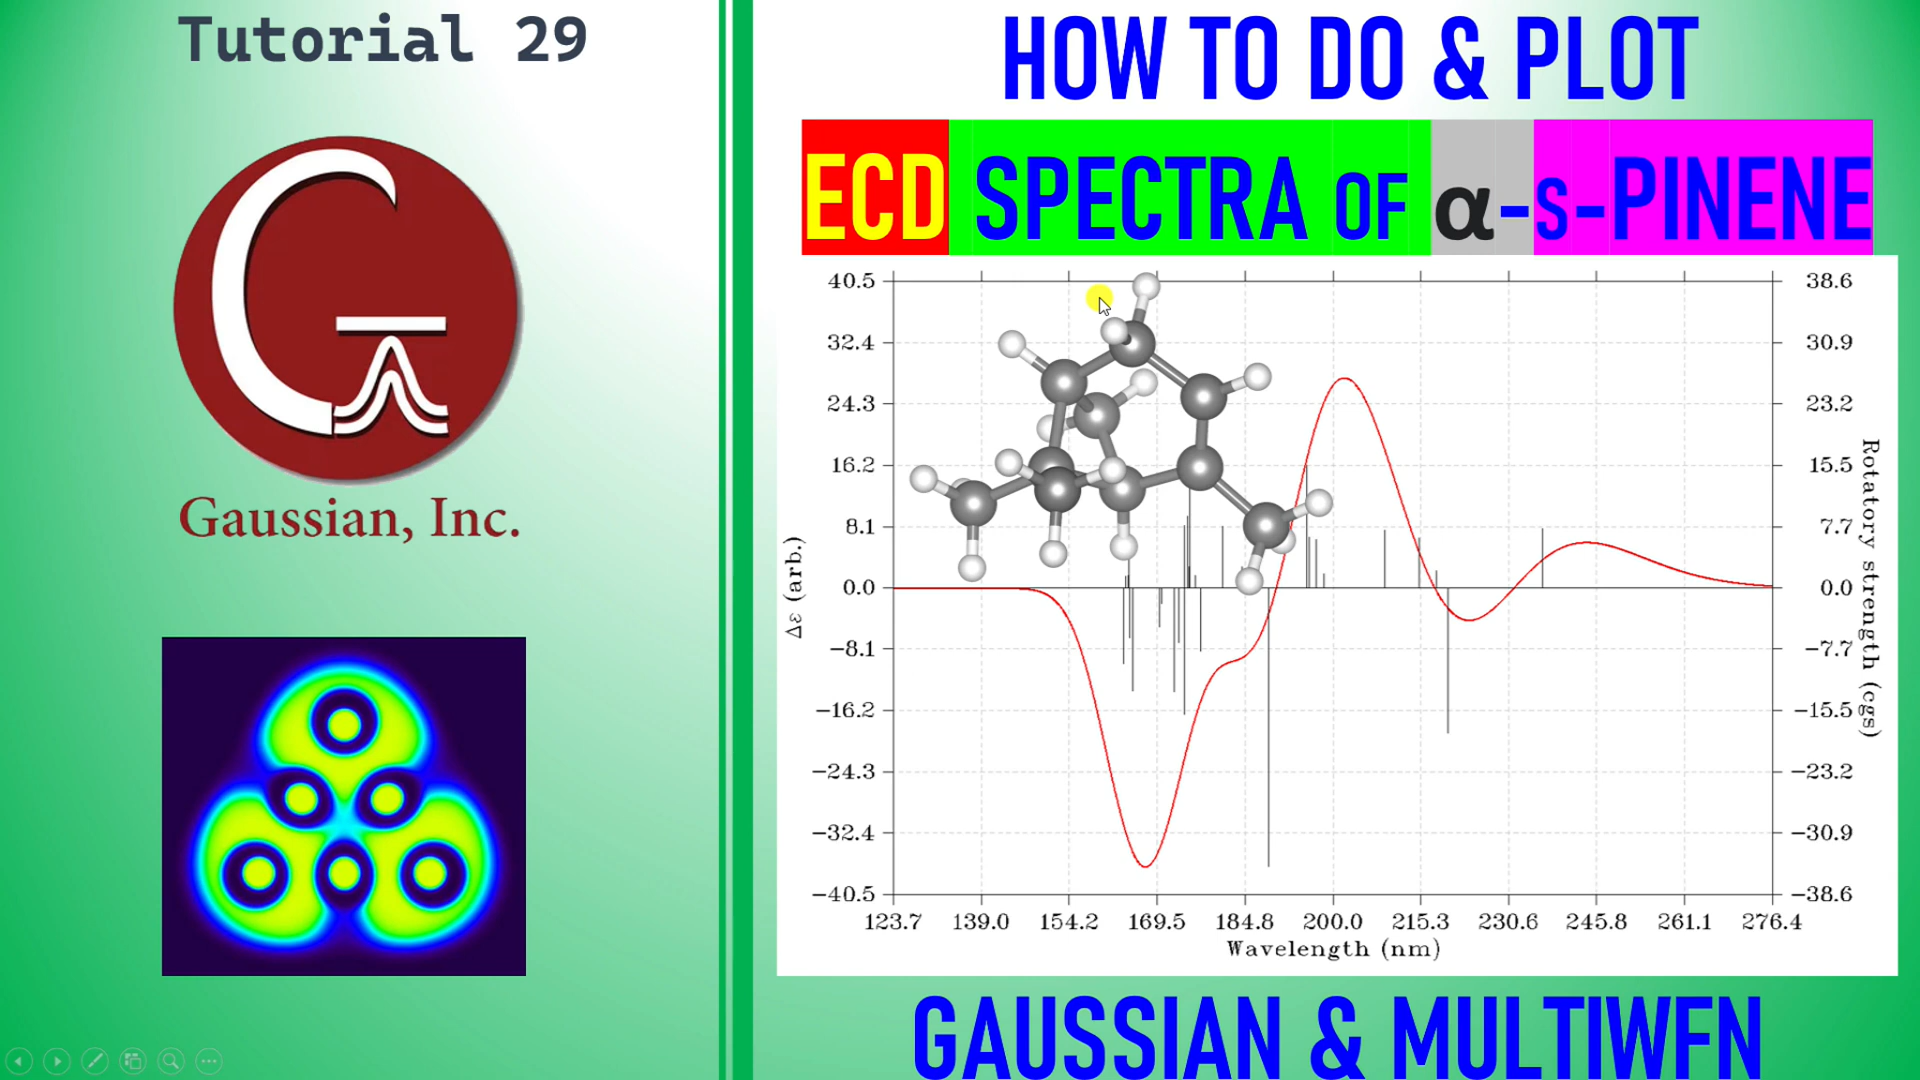 Tutorial 29
Gaussian, Inc.
HOW TO DO & PLOT
ECD SPECTRA OF α-S-PINENE
40.5
32.4
24.3
16.2
8.1
0.0
−8.1
−16.2
−24.3
−32.4
−40.5
Δε (arb.)
38.6
30.9
23.2
15.5
7.7
0.0
−7.7
−15.5
−23.2
−30.9
−38.6
Rotatory strength (cgs)
123.7 139.0 154.2 169.5 184.8 200.0 215.3 230.6 245.8 261.1 276.4
Wavelength (nm)
GAUSSIAN & MULTIWFN